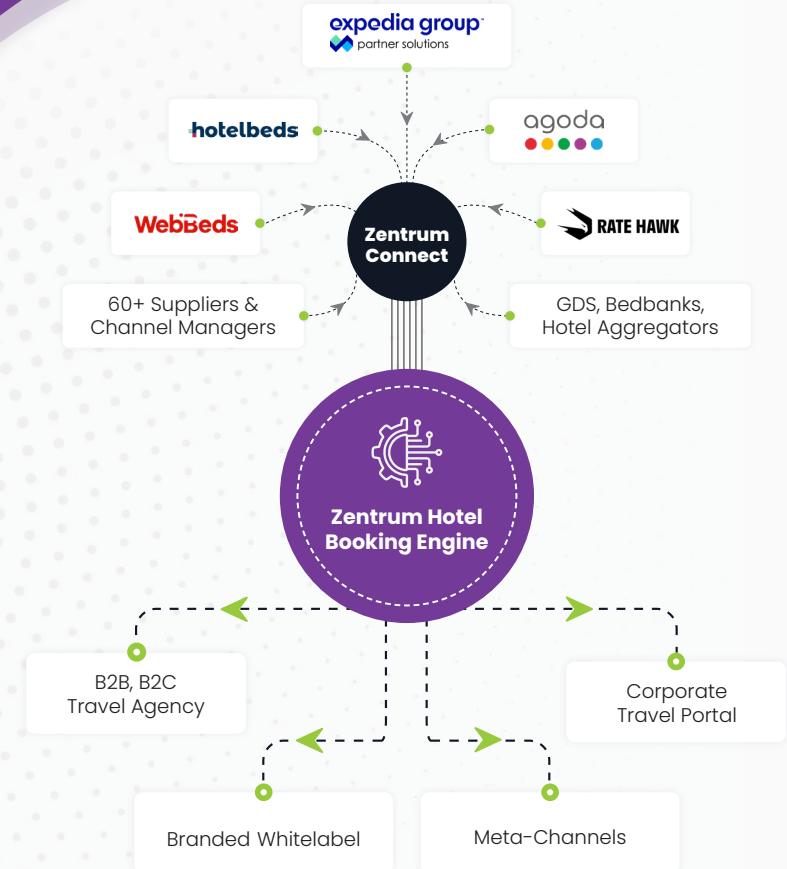 expedia group™
partner solutions
hotelbeds
agoda
WebBeds
RATE HAWK
Zentrum
Connect
60+ Suppliers &
Channel Managers
GDS, Bedbanks,
Hotel Aggregators
Zentrum Hotel
Booking Engine
B2B, B2C
Travel Agency
Corporate
Travel Portal
Branded Whitelabel
Meta-Channels